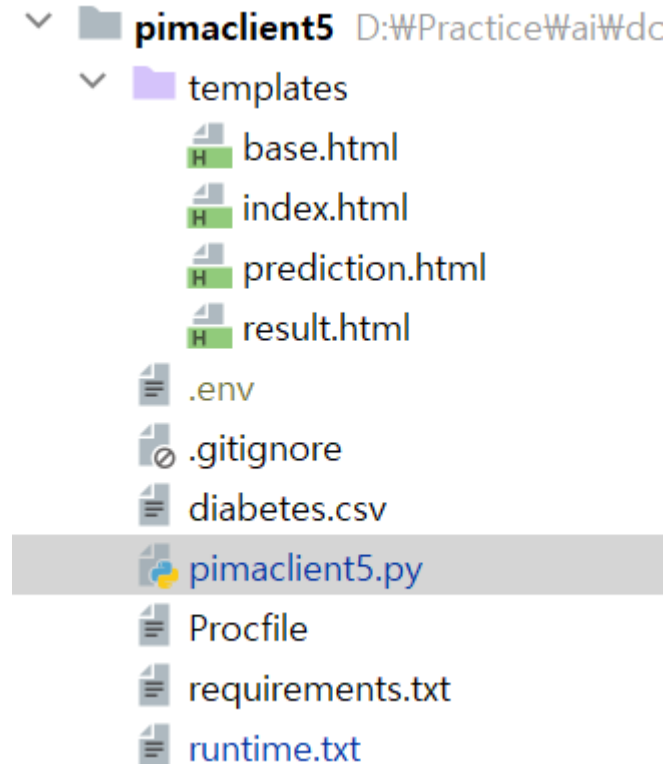 pimaclient5 D:₩Practice₩ai₩dc
templates
H base.html
H index.html
H prediction.html
H result.html
.env
.gitignore
diabetes.csv
pimaclient5.py
Procfile
requirements.txt
runtime.txt